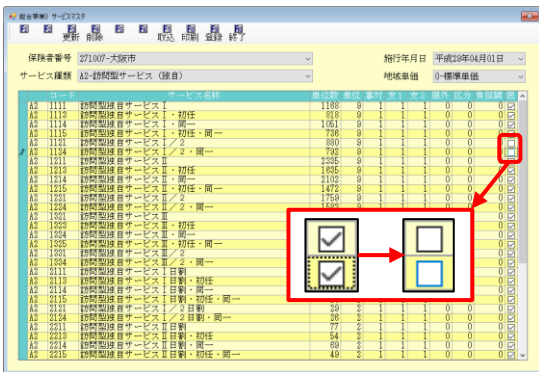 総合事業) サービスマスタ
更新 削除 取込 印刷 登録 終了
保険者番号 271007-大阪市 施行年月日 平成29年04月01日
サービス種類 A2-訪問型サービス（独自） 地域単価 0-標準単価
コード サービス名称 単位数 単位 事対 支1 支2 限外 区分 負担額
A2 1111 訪問型独自サービスⅠ 1168 9 1 1 1 0 0 0
A2 1113 訪問型独自サービスⅠ・初任 818 9 1 1 1 0 0 0
A2 1114 訪問型独自サービスⅠ・同一 1051 9 1 1 1 0 0 0
A2 1115 訪問型独自サービスⅠ・初任・同一 736 9 1 1 1 0 0 0
A2 1121 訪問型独自サービスⅠ／2 880 9 1 1 1 0 0 0
A2 1124 訪問型独自サービスⅠ／2・同一 792 9 1 1 1 0 0 0
A2 1211 訪問型独自サービスⅡ 2335 9 1 1 1 0 0 0
A2 1213 訪問型独自サービスⅡ・初任 1635 9 1 1 1 0 0 0
A2 1214 訪問型独自サービスⅡ・同一 2102 9 1 1 1 0 0 0
A2 1215 訪問型独自サービスⅡ・初任・同一 1472 9 1 1 1 0 0 0
A2 1221 訪問型独自サービスⅡ／2 1759 9 1 1 1 0 0 0
A2 1224 訪問型独自サービスⅡ／2・同一 1583 9 1 1 1 0 0 0
A2 1321 訪問型独自サービスⅢ
A2 1323 訪問型独自サービスⅢ・初任
A2 1324 訪問型独自サービスⅢ・同一
A2 1325 訪問型独自サービスⅢ・初任・同一
A2 1331 訪問型独自サービスⅢ／2
A2 1334 訪問型独自サービスⅢ／2・同一
A2 2111 訪問型独自サービスⅠ日割
A2 2113 訪問型独自サービスⅠ日割・初任
A2 2114 訪問型独自サービスⅠ日割・同一
A2 2115 訪問型独自サービスⅠ日割・初任・同一
A2 2121 訪問型独自サービスⅠ／2日割 29 2 1 1 1 0 0 0
A2 2124 訪問型独自サービスⅠ／2日割・同一 26 2 1 1 1 0 0 0
A2 2211 訪問型独自サービスⅡ日割 77 2 1 1 1 0 0 0
A2 2213 訪問型独自サービスⅡ日割・初任 54 2 1 1 1 0 0 0
A2 2214 訪問型独自サービスⅡ日割・同一 69 2 1 1 1 0 0 0
A2 2215 訪問型独自サービスⅡ日割・初任・同一 49 2 1 1 1 0 0 0